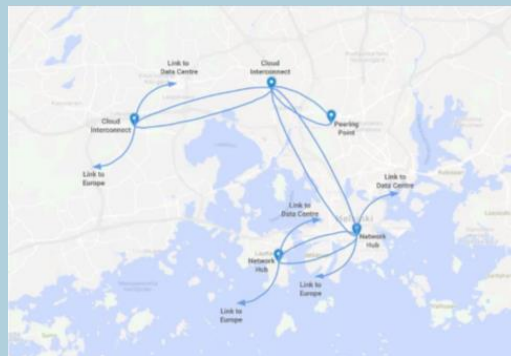 Link to
Data Centre
Cloud
Interconnect
Cloud
Interconnect
Peering
Point
Link to
Europe
Link to
Data Centre
Link to
Data Centre
Helsinki
Network
Hub
Network
Hub
Link to
Europe
Link to
Europe